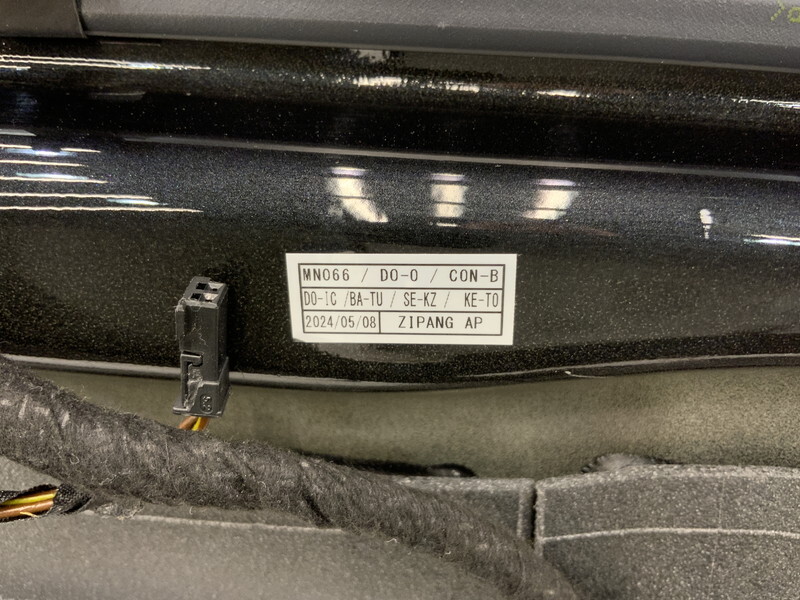 MN066 / DO-O / CON-B
DO-IC /BA-TU / SE-KZ / KE-TO
2024/05/08 ZIPANG AP